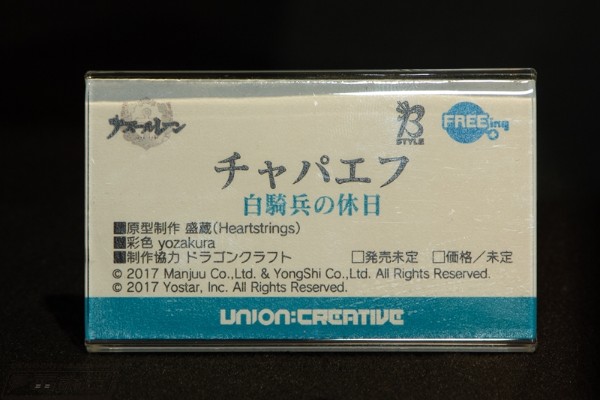 アズールレーン
B STYLE
FREEing
チャパエフ
白騎兵の休日
■原型制作 盛蔵(Heartstrings)
■彩色 yozakura
■制作協力 ドラゴンクラフト □発売未定 □価格/未定
© 2017 Manjuu Co.,Ltd. & YongShi Co.,Ltd. All Rights Reserved.
© 2017 Yostar, Inc. All Rights Reserved.
UNION:CREATIVE